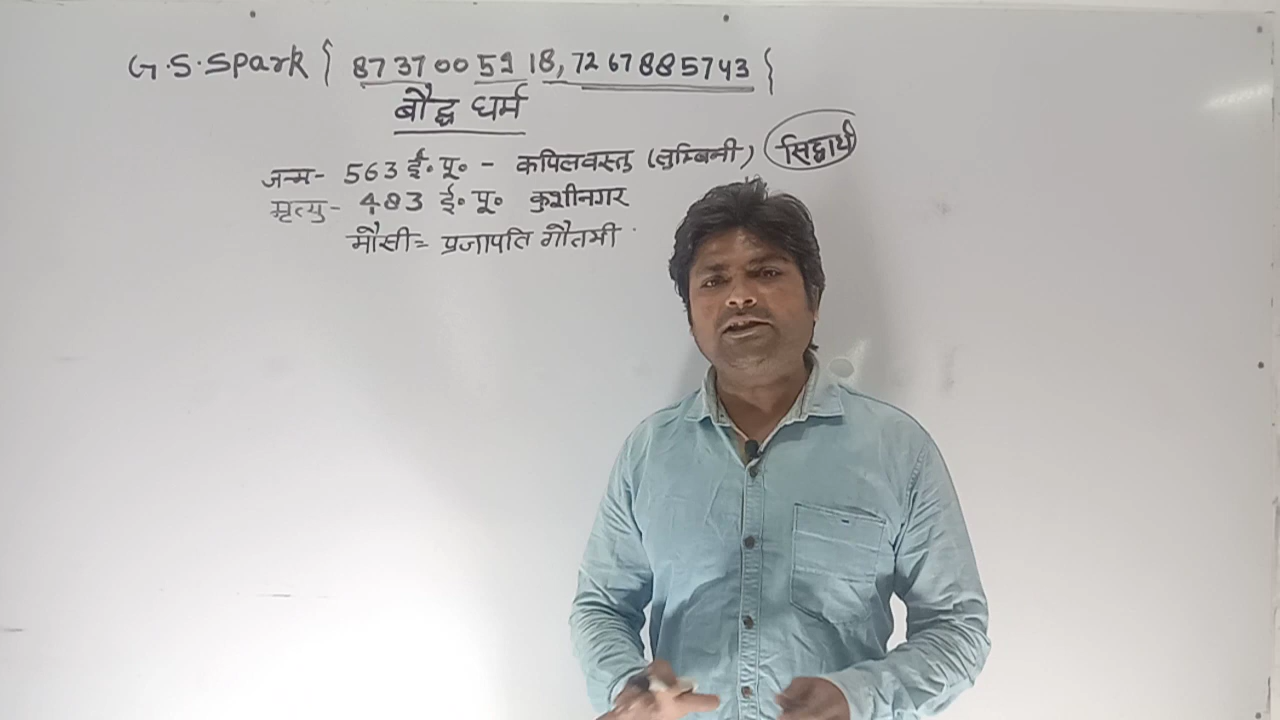 G.S.Spark { 8737005918, 7267885743 }
बौद्ध धर्म
जन्म- 563 ई॰पू॰ - कपिलवस्तु (लुम्बिनी) सिद्धार्थ
मृत्यु- 483 ई॰ पू॰ कुशीनगर
मौसी= प्रजापति गौतमी